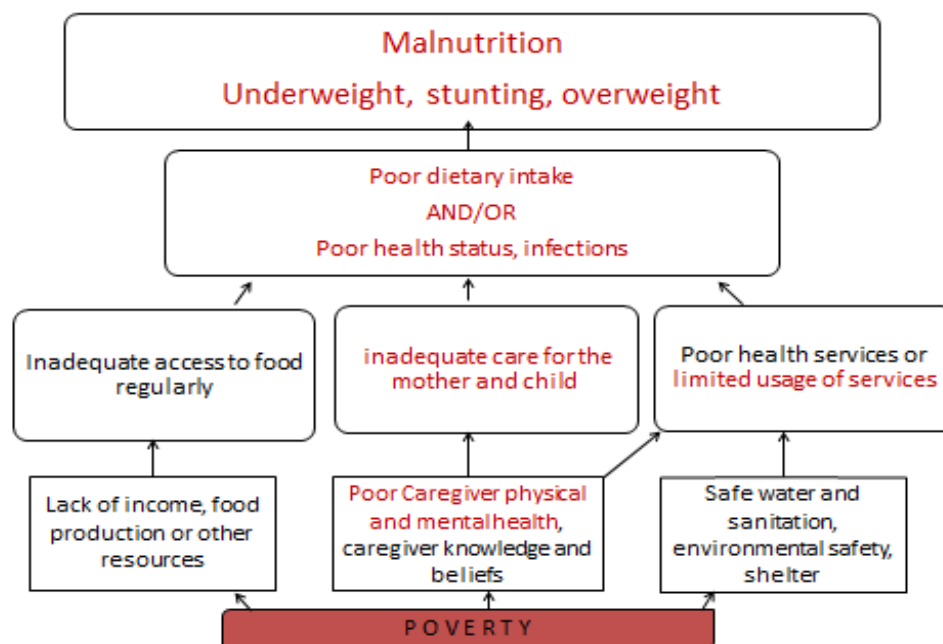 Malnutrition
Underweight, stunting, overweight
Poor dietary intake
AND/OR
Poor health status, infections
Inadequate access to food
regularly
inadequate care for the
mother and child
Poor health services or
limited usage of services
Lack of income, food
production or other
resources
Poor Caregiver physical
and mental health,
caregiver knowledge and
beliefs
Safe water and
sanitation,
environmental safety,
shelter
POVERTY